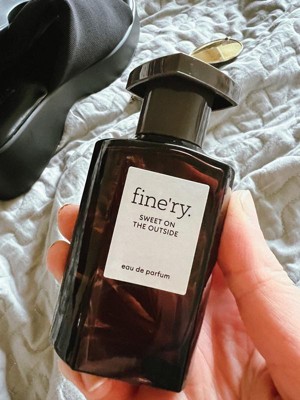 fine'ry.
SWEET ON
THE OUTSIDE
eau de parfum